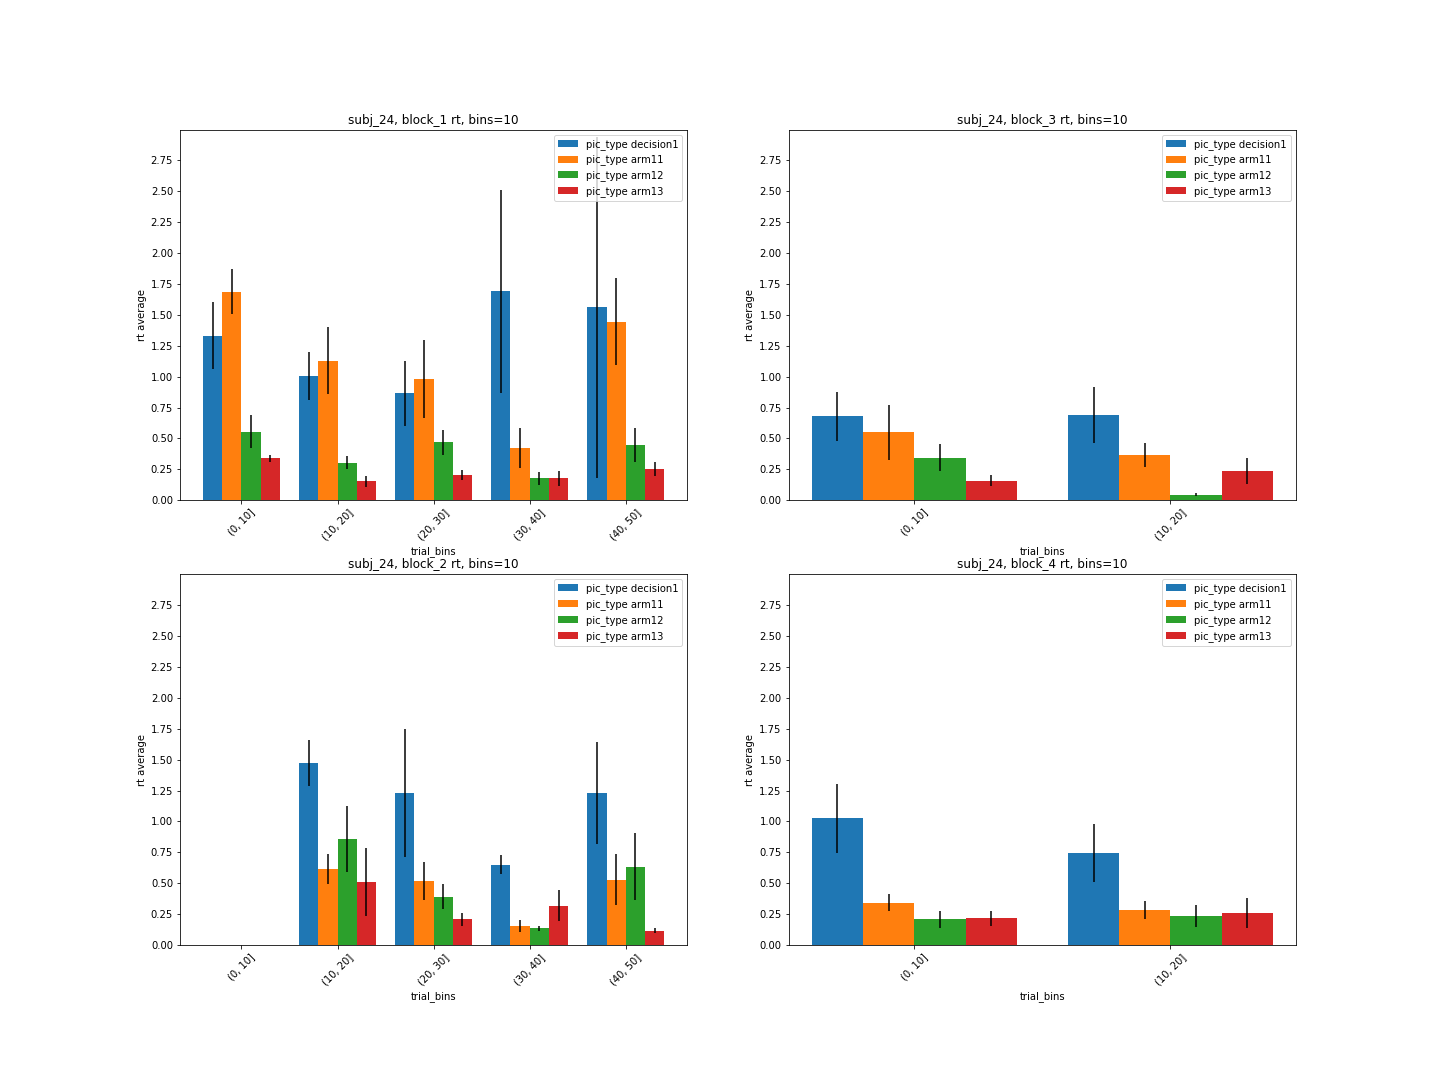 subj_24, block_1 rt, bins=10
pic_type decision1
pic_type arm11
pic_type arm12
pic_type arm13
2.75
2.50
2.25
2.00
1.75
1.50
1.25
1.00
0.75
0.50
0.25
0.00
rt average
(0, 10]
(10, 20]
(20, 30]
(30, 40]
(40, 50]
trial_bins
subj_24, block_3 rt, bins=10
pic_type decision1
pic_type arm11
pic_type arm12
pic_type arm13
2.75
2.50
2.25
2.00
1.75
1.50
1.25
1.00
0.75
0.50
0.25
0.00
rt average
(0, 10]
(10, 20]
trial_bins
subj_24, block_2 rt, bins=10
pic_type decision1
pic_type arm11
pic_type arm12
pic_type arm13
2.75
2.50
2.25
2.00
1.75
1.50
1.25
1.00
0.75
0.50
0.25
0.00
rt average
(0, 10]
(10, 20]
(20, 30]
(30, 40]
(40, 50]
trial_bins
subj_24, block_4 rt, bins=10
pic_type decision1
pic_type arm11
pic_type arm12
pic_type arm13
2.75
2.50
2.25
2.00
1.75
1.50
1.25
1.00
0.75
0.50
0.25
0.00
rt average
(0, 10]
(10, 20]
trial_bins